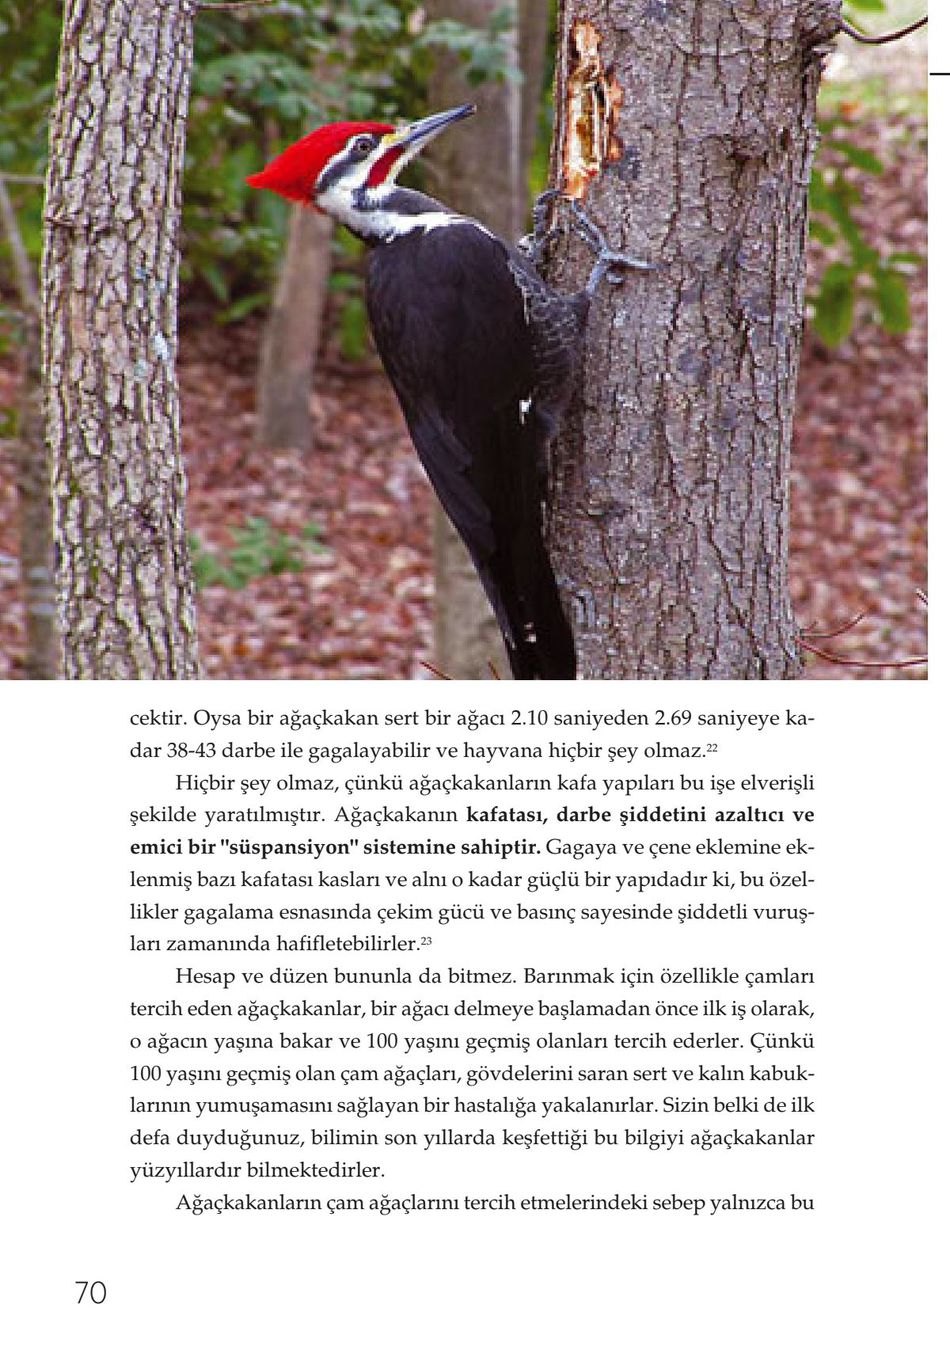 cektir. Oysa bir ağaçkakan sert bir ağacı 2.10 saniyeden 2.69 saniyeye ka-
dar 38-43 darbe ile gagalayabilir ve hayvana hiçbir şey olmaz.22
Hiçbir şey olmaz, çünkü ağaçkakanların kafa yapıları bu işe elverişli
şekilde yaratılmıştır. Ağaçkakanın kafatası, darbe şiddetini azaltıcı ve
emici bir "süspansiyon" sistemine sahiptir. Gagaya ve çene eklemine ek-
lenmiş bazı kafatası kasları ve alnı o kadar güçlü bir yapıdadır ki, bu özel-
likler gagalama esnasında çekim gücü ve basınç sayesinde şiddetli vuruş-
ları zamanında hafifletebilirler.23
Hesap ve düzen bununla da bitmez. Barınmak için özellikle çamları
tercih eden ağaçkakanlar, bir ağacı delmeye başlamadan önce ilk iş olarak,
o ağacın yaşına bakar ve 100 yaşını geçmiş olanları tercih ederler. Çünkü
100 yaşını geçmiş olan çam ağaçları, gövdelerini saran sert ve kalın kabuk-
larının yumuşamasını sağlayan bir hastalığa yakalanırlar. Sizin belki de ilk
defa duyduğunuz, bilimin son yıllarda keşfettiği bu bilgiyi ağaçkakanlar
yüzyıllardır bilmektedirler.
Ağaçkakanların çam ağaçlarını tercih etmelerindeki sebep yalnızca bu
70